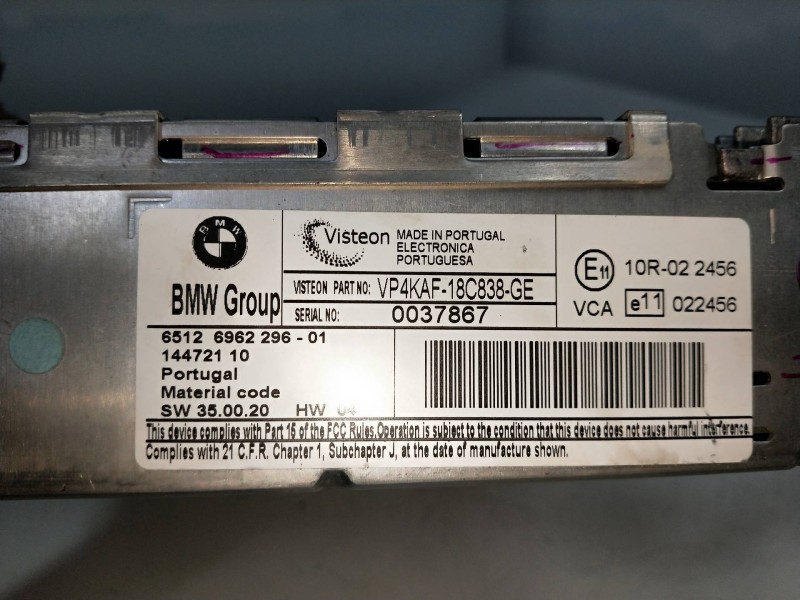 BMW
BMW Group
Visteon
MADE IN PORTUGAL
ELECTRONICA
PORTUGUESA
VISTEON PART NO: VP4KAF-18C838-GE
SERIAL NO: 0037867
E11 10R-02 2456
VCA e11 022456
6512 6962 296 - 01
144721 10
Portugal
Material code
SW 35.00.20 HW 04
This device complies with Part 16 of the FCC Rules.Operation is subject to the condition that this device does not cause harmful interference.
Complies with 21 C.F.R. Chapter 1, Subchapter J, at the date of manufacture shown.